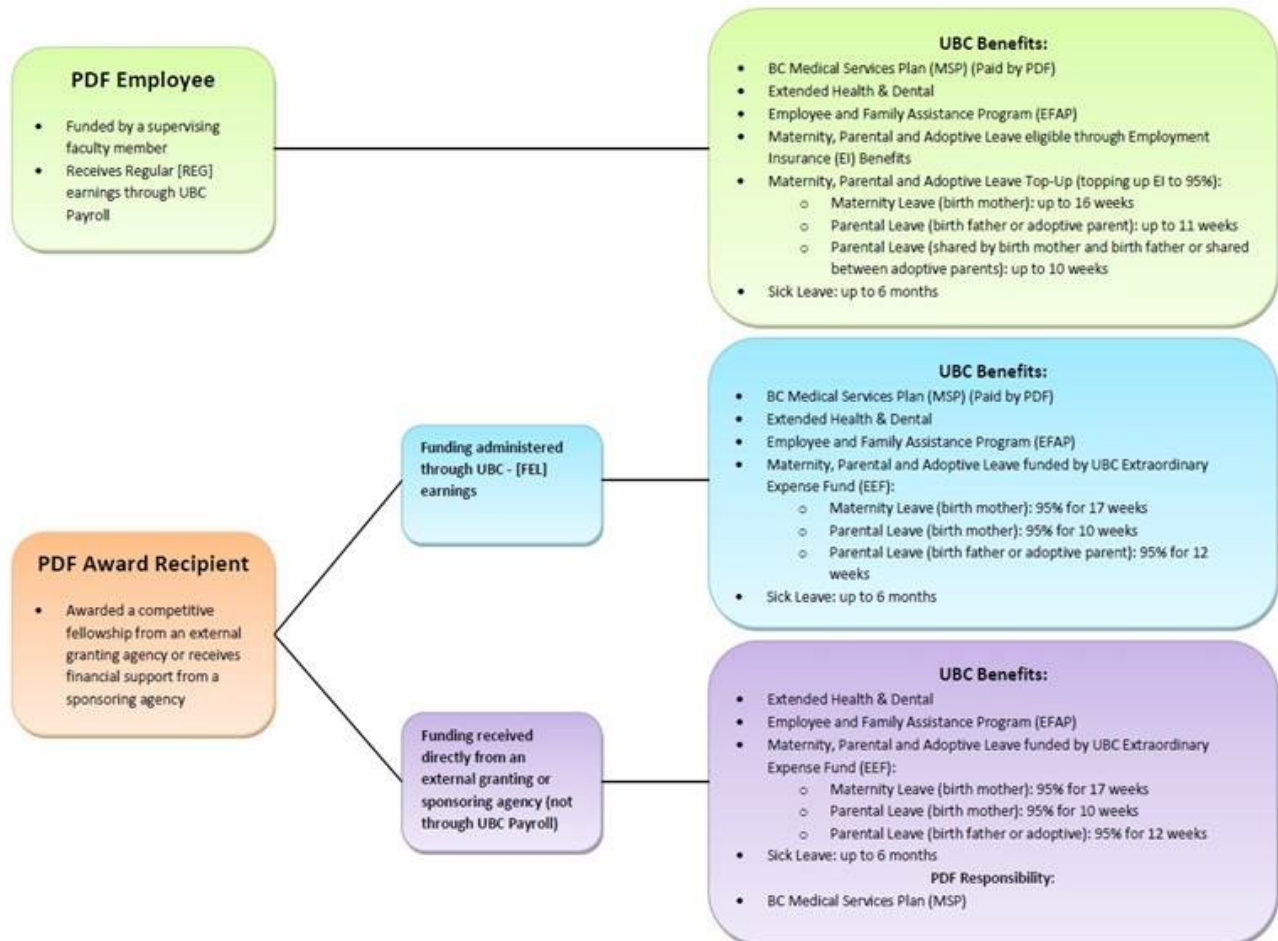 PDF Employee
• Funded by a supervising
faculty member
• Receives Regular [REG]
earnings through UBC
Payroll
UBC Benefits:
• BC Medical Services Plan (MSP) (Paid by PDF)
• Extended Health & Dental
• Employee and Family Assistance Program (EFAP)
• Maternity, Parental and Adoptive Leave eligible through Employment
Insurance (EI) Benefits
• Maternity, Parental and Adoptive Leave Top-Up (topping up EI to 95%):
o Maternity Leave (birth mother): up to 16 weeks
o Parental Leave (birth father or adoptive parent): up to 11 weeks
o Parental Leave (shared by birth mother and birth father or shared
between adoptive parents): up to 10 weeks
• Sick Leave: up to 6 months
PDF Award Recipient
• Awarded a competitive
fellowship from an external
granting agency or receives
financial support from a
sponsoring agency
Funding administered
through UBC - [FEL]
earnings
UBC Benefits:
• BC Medical Services Plan (MSP) (Paid by PDF)
• Extended Health & Dental
• Employee and Family Assistance Program (EFAP)
• Maternity, Parental and Adoptive Leave funded by UBC Extraordinary
Expense Fund (EEF):
o Maternity Leave (birth mother): 95% for 17 weeks
o Parental Leave (birth mother): 95% for 10 weeks
o Parental Leave (birth father or adoptive parent): 95% for 12
weeks
• Sick Leave: up to 6 months
Funding received
directly from an
external granting or
sponsoring agency (not
through UBC Payroll)
UBC Benefits:
• Extended Health & Dental
• Employee and Family Assistance Program (EFAP)
• Maternity, Parental and Adoptive Leave funded by UBC Extraordinary
Expense Fund (EEF):
o Maternity Leave (birth mother): 95% for 17 weeks
o Parental Leave (birth mother): 95% for 10 weeks
o Parental Leave (birth father or adoptive): 95% for 12 weeks
• Sick Leave: up to 6 months
PDF Responsibility:
• BC Medical Services Plan (MSP)